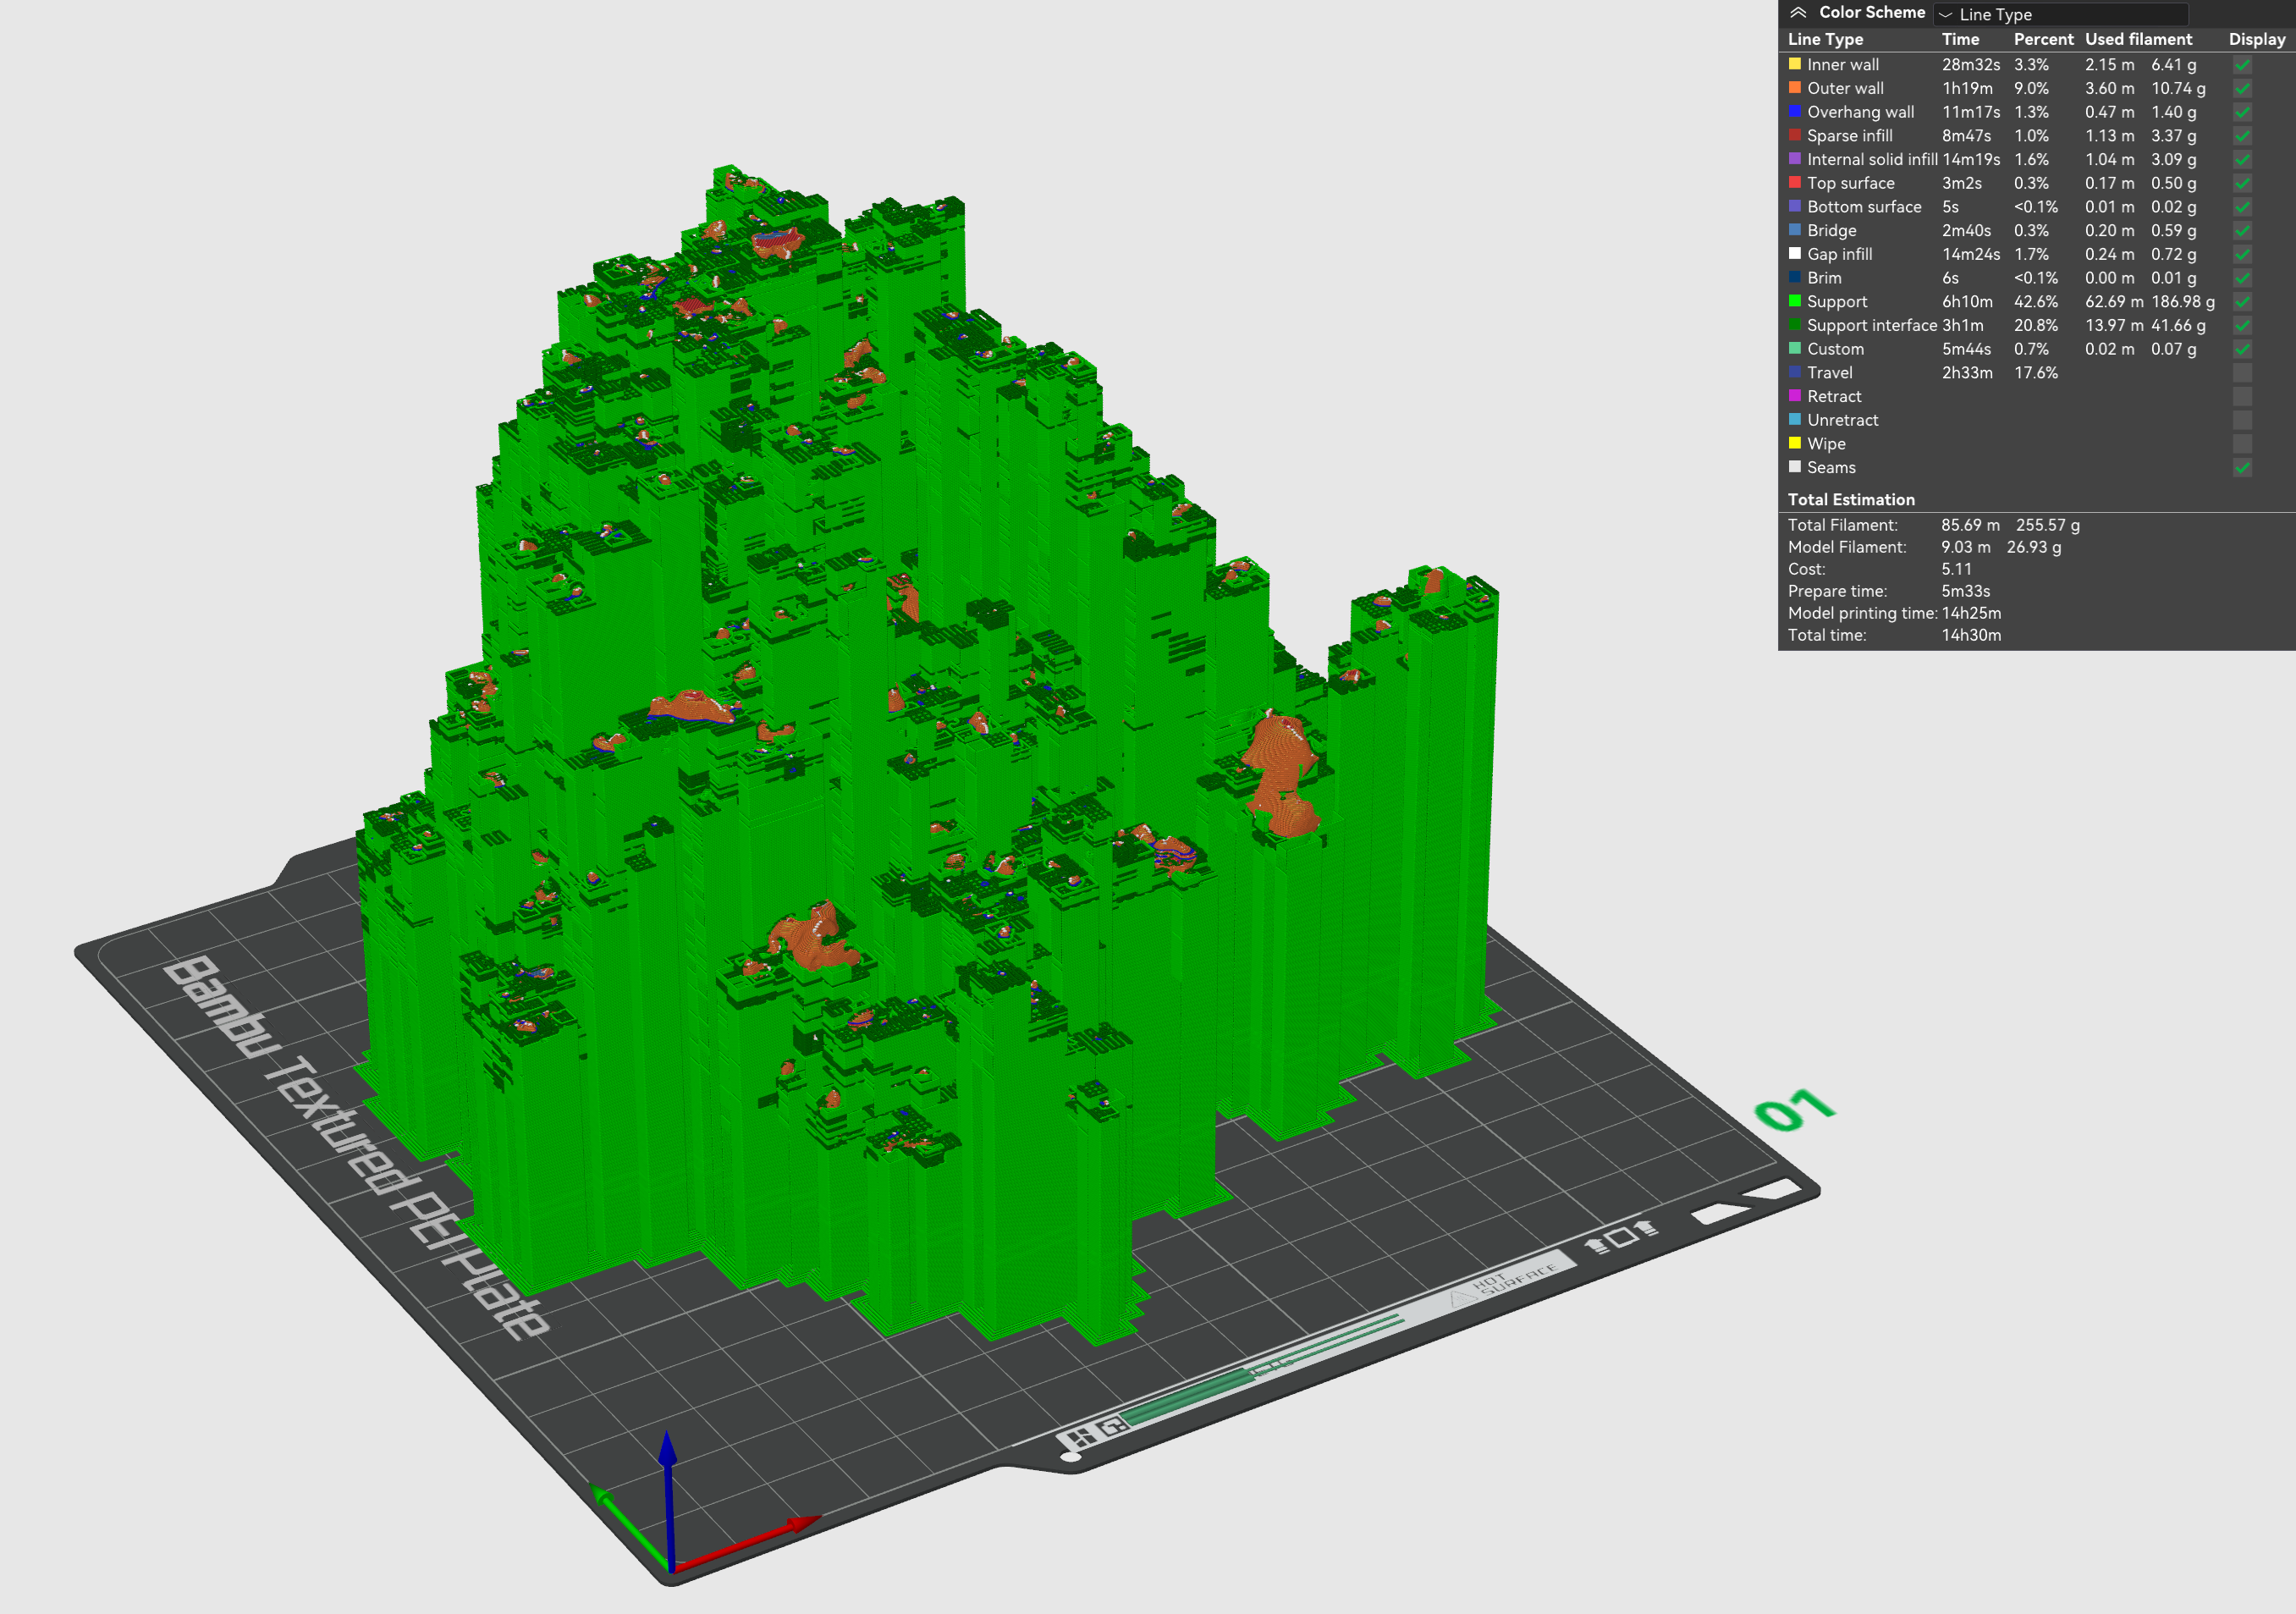 Color Scheme Line Type
Line Type Time Percent Used filament Display
Inner wall 28m32s 3.3% 2.15 m 6.41 g
Outer wall 1h19m 9.0% 3.60 m 10.74 g
Overhang wall 11m17s 1.3% 0.47 m 1.40 g
Sparse infill 8m47s 1.0% 1.13 m 3.37 g
Internal solid infill 14m19s 1.6% 1.04 m 3.09 g
Top surface 3m2s 0.3% 0.17 m 0.50 g
Bottom surface 5s <0.1% 0.01 m 0.02 g
Bridge 2m40s 0.3% 0.20 m 0.59 g
Gap infill 14m24s 1.7% 0.24 m 0.72 g
Brim 6s <0.1% 0.00 m 0.01 g
Support 6h10m 42.6% 62.69 m 186.98 g
Support interface 3h1m 20.8% 13.97 m 41.66 g
Custom 5m44s 0.7% 0.02 m 0.07 g
Travel 2h33m 17.6%
Retract
Unretract
Wipe
Seams
Total Estimation
Total Filament: 85.69 m 255.57 g
Model Filament: 9.03 m 26.93 g
Cost: 5.11
Prepare time: 5m33s
Model printing time: 14h25m
Total time: 14h30m
Bambu Textured PEI Plate
01
HOT
SURFACE